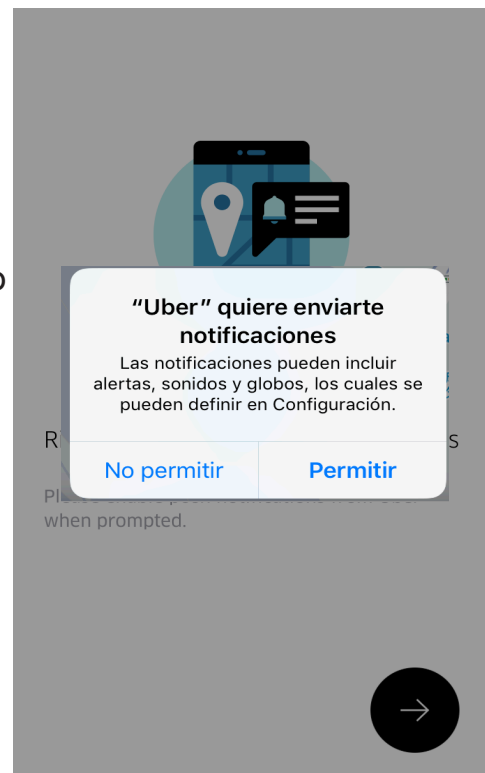 “Uber” quiere enviarte
notificaciones
Las notificaciones pueden incluir
alertas, sonidos y globos, los cuales se
pueden definir en Configuración.
No permitir
Permitir
when prompted.